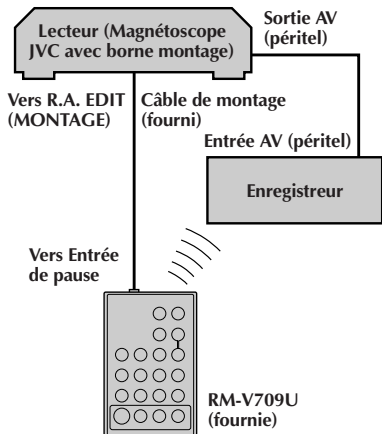 Lecteur (Magnétoscope
JVC avec borne montage)
Sortie AV
(péritel)
Vers R.A. EDIT
(MONTAGE)
Câble de montage
(fourni)
Entrée AV (péritel)
Enregistreur
Vers Entrée
de pause
RM-V709U
(fournie)